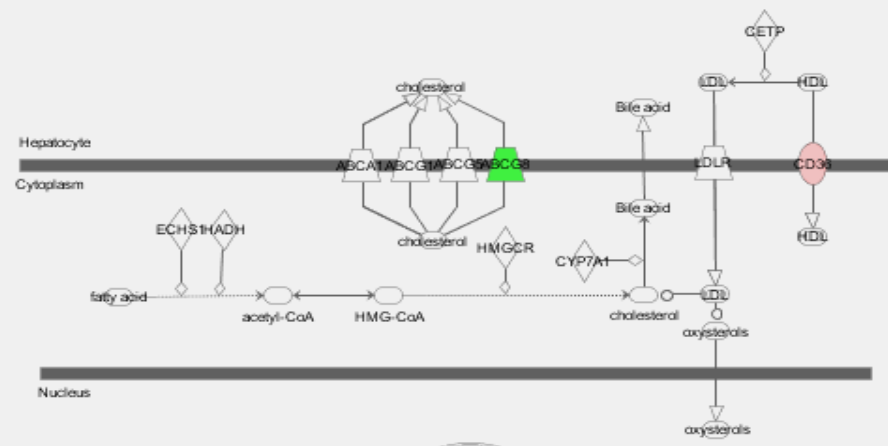 CETP
cholesterol
LDL
HDL
Bile acid
Hepatocyte
ABCA1
ABCG1
ABCG5
ABCG8
LDLR
CD36
Cytoplasm
Bile acid
ECHS1
HADH
cholesterol
HMGCR
HDL
CYP7A1
fatty acid
LDL
acetyl-CoA
HMG-CoA
cholesterol
oxysterols
Nucleus
oxysterols